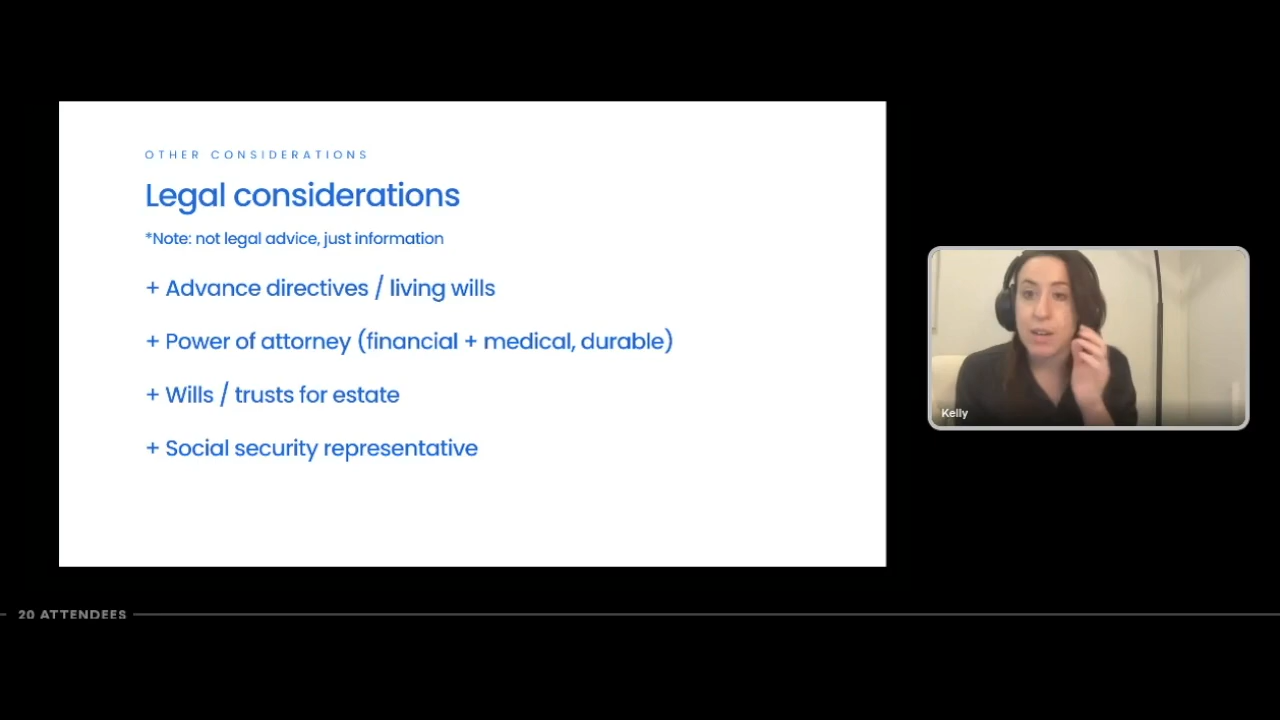 OTHER CONSIDERATIONS
Legal considerations
*Note: not legal advice, just information
+ Advance directives / living wills
+ Power of attorney (financial + medical, durable)
+ Wills / trusts for estate
+ Social security representative
Kelly
20 ATTENDEES